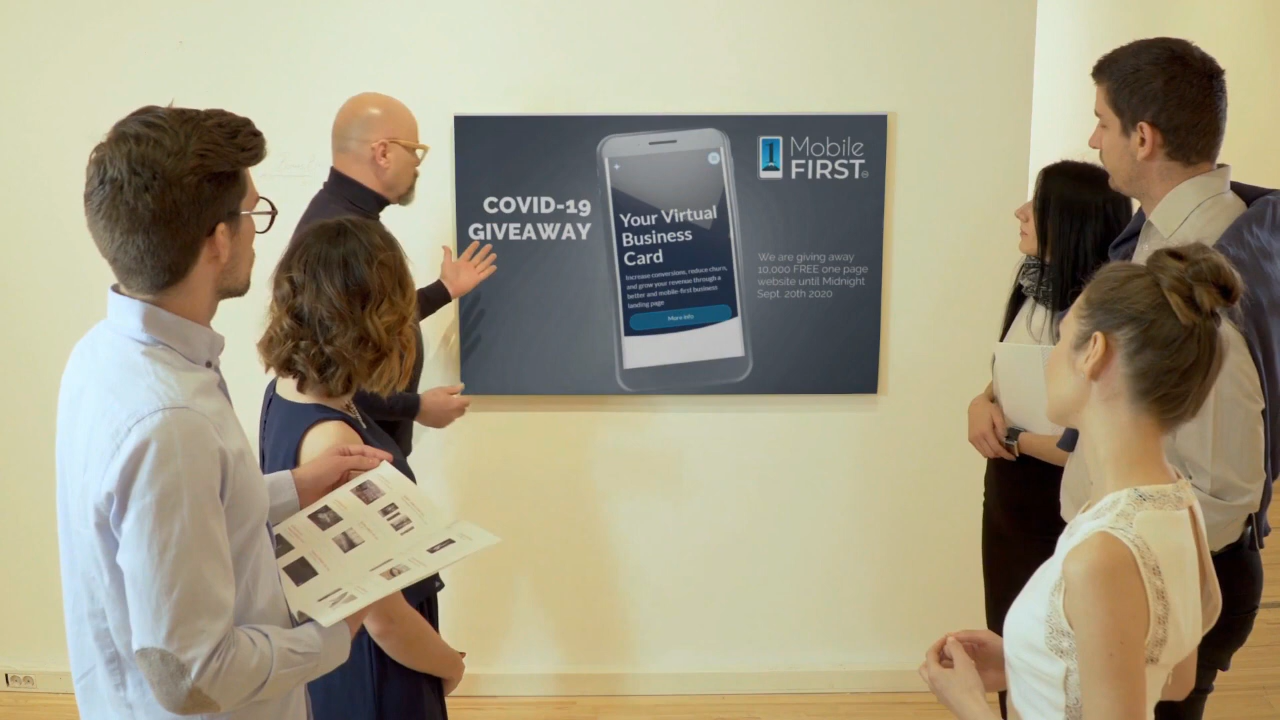 COVID-19
GIVEAWAY
Your Virtual
Business
Card
Increase conversions, reduce churn,
and grow your revenue through a
better and mobile-first business
landing page
More info
1
Mobile
FIRST
We are giving away
10,000 FREE one page
website until Midnight
Sept. 20th 2020